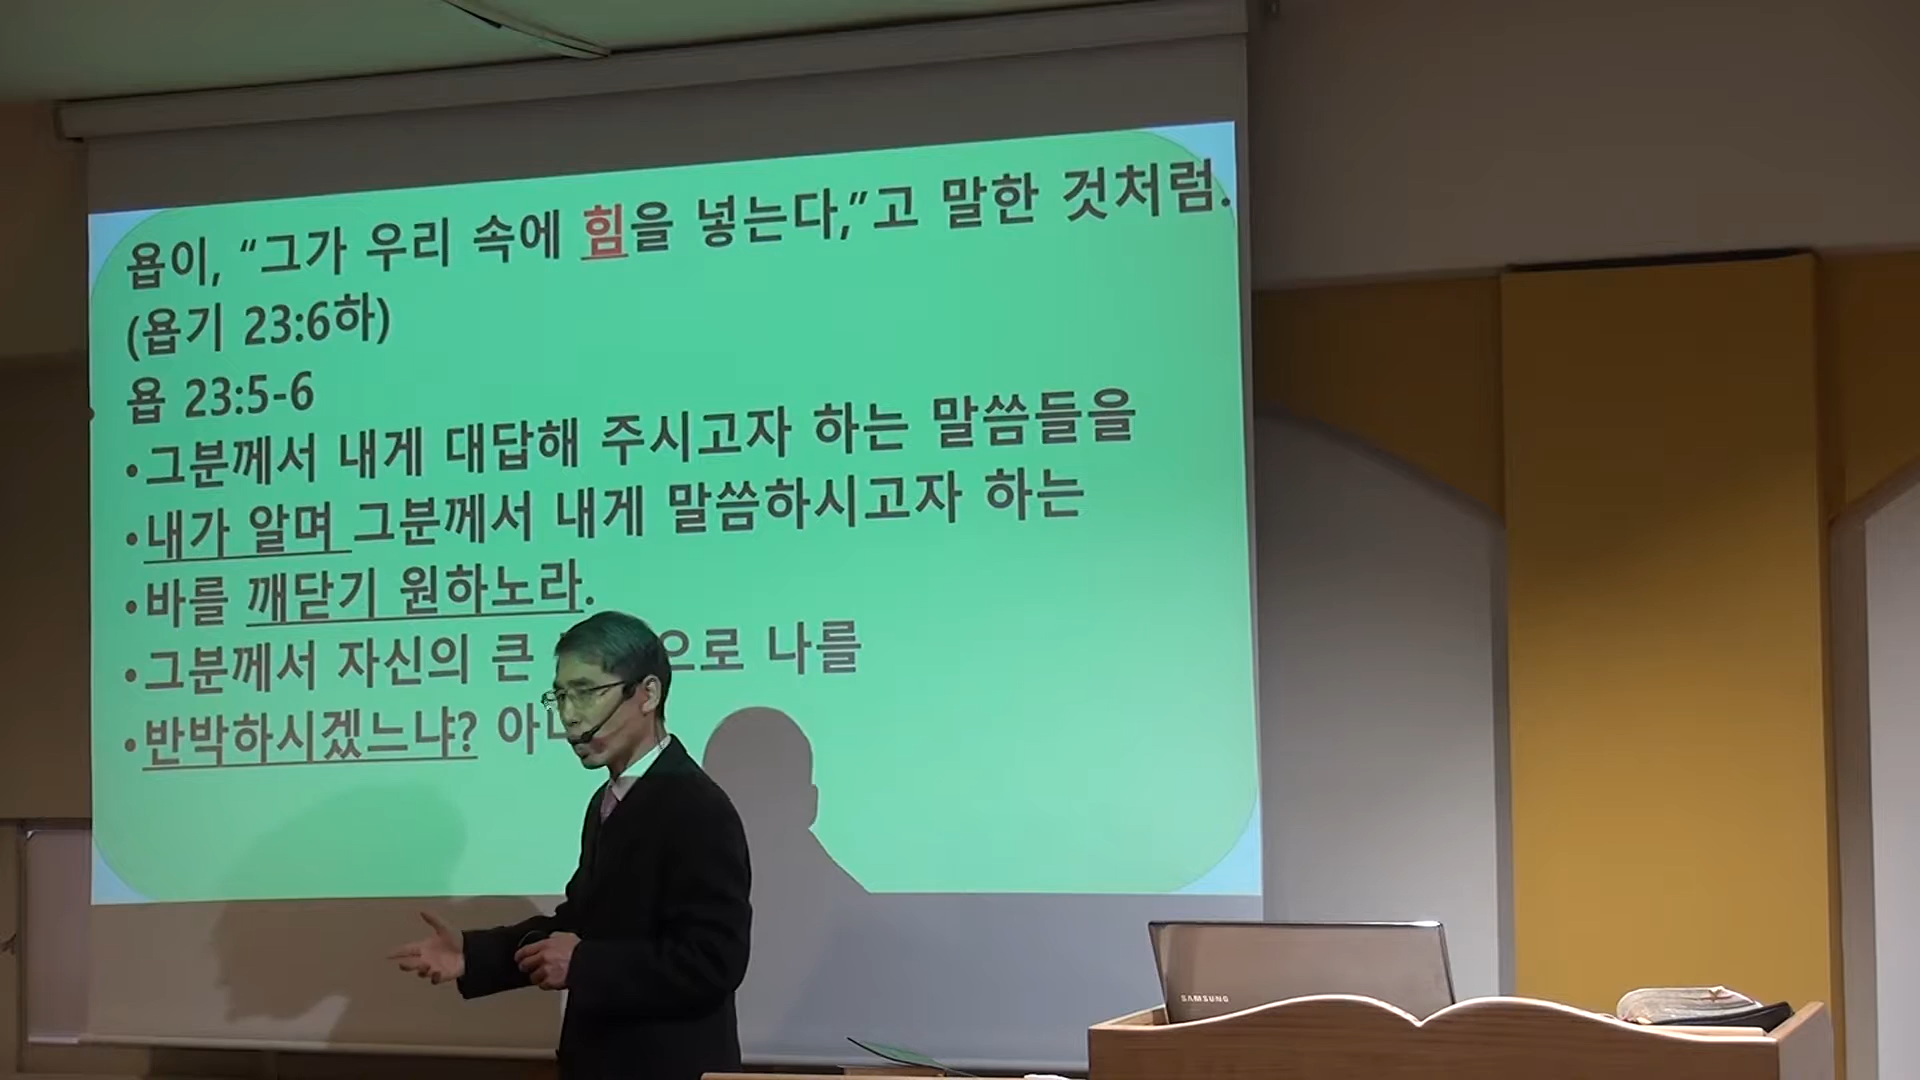 욥이, “그가 우리 속에 힘을 넣는다,”고 말한 것처럼.
(욥기 23:6하)
욥 23:5-6
•그분께서 내게 대답해 주시고자 하는 말씀들을
•내가 알며 그분께서 내게 말씀하시고자 하는
•바를 깨닫기 원하노라.
•그분께서 자신의 큰 으로 나를
•반박하시겠느냐?
SAMSUNG